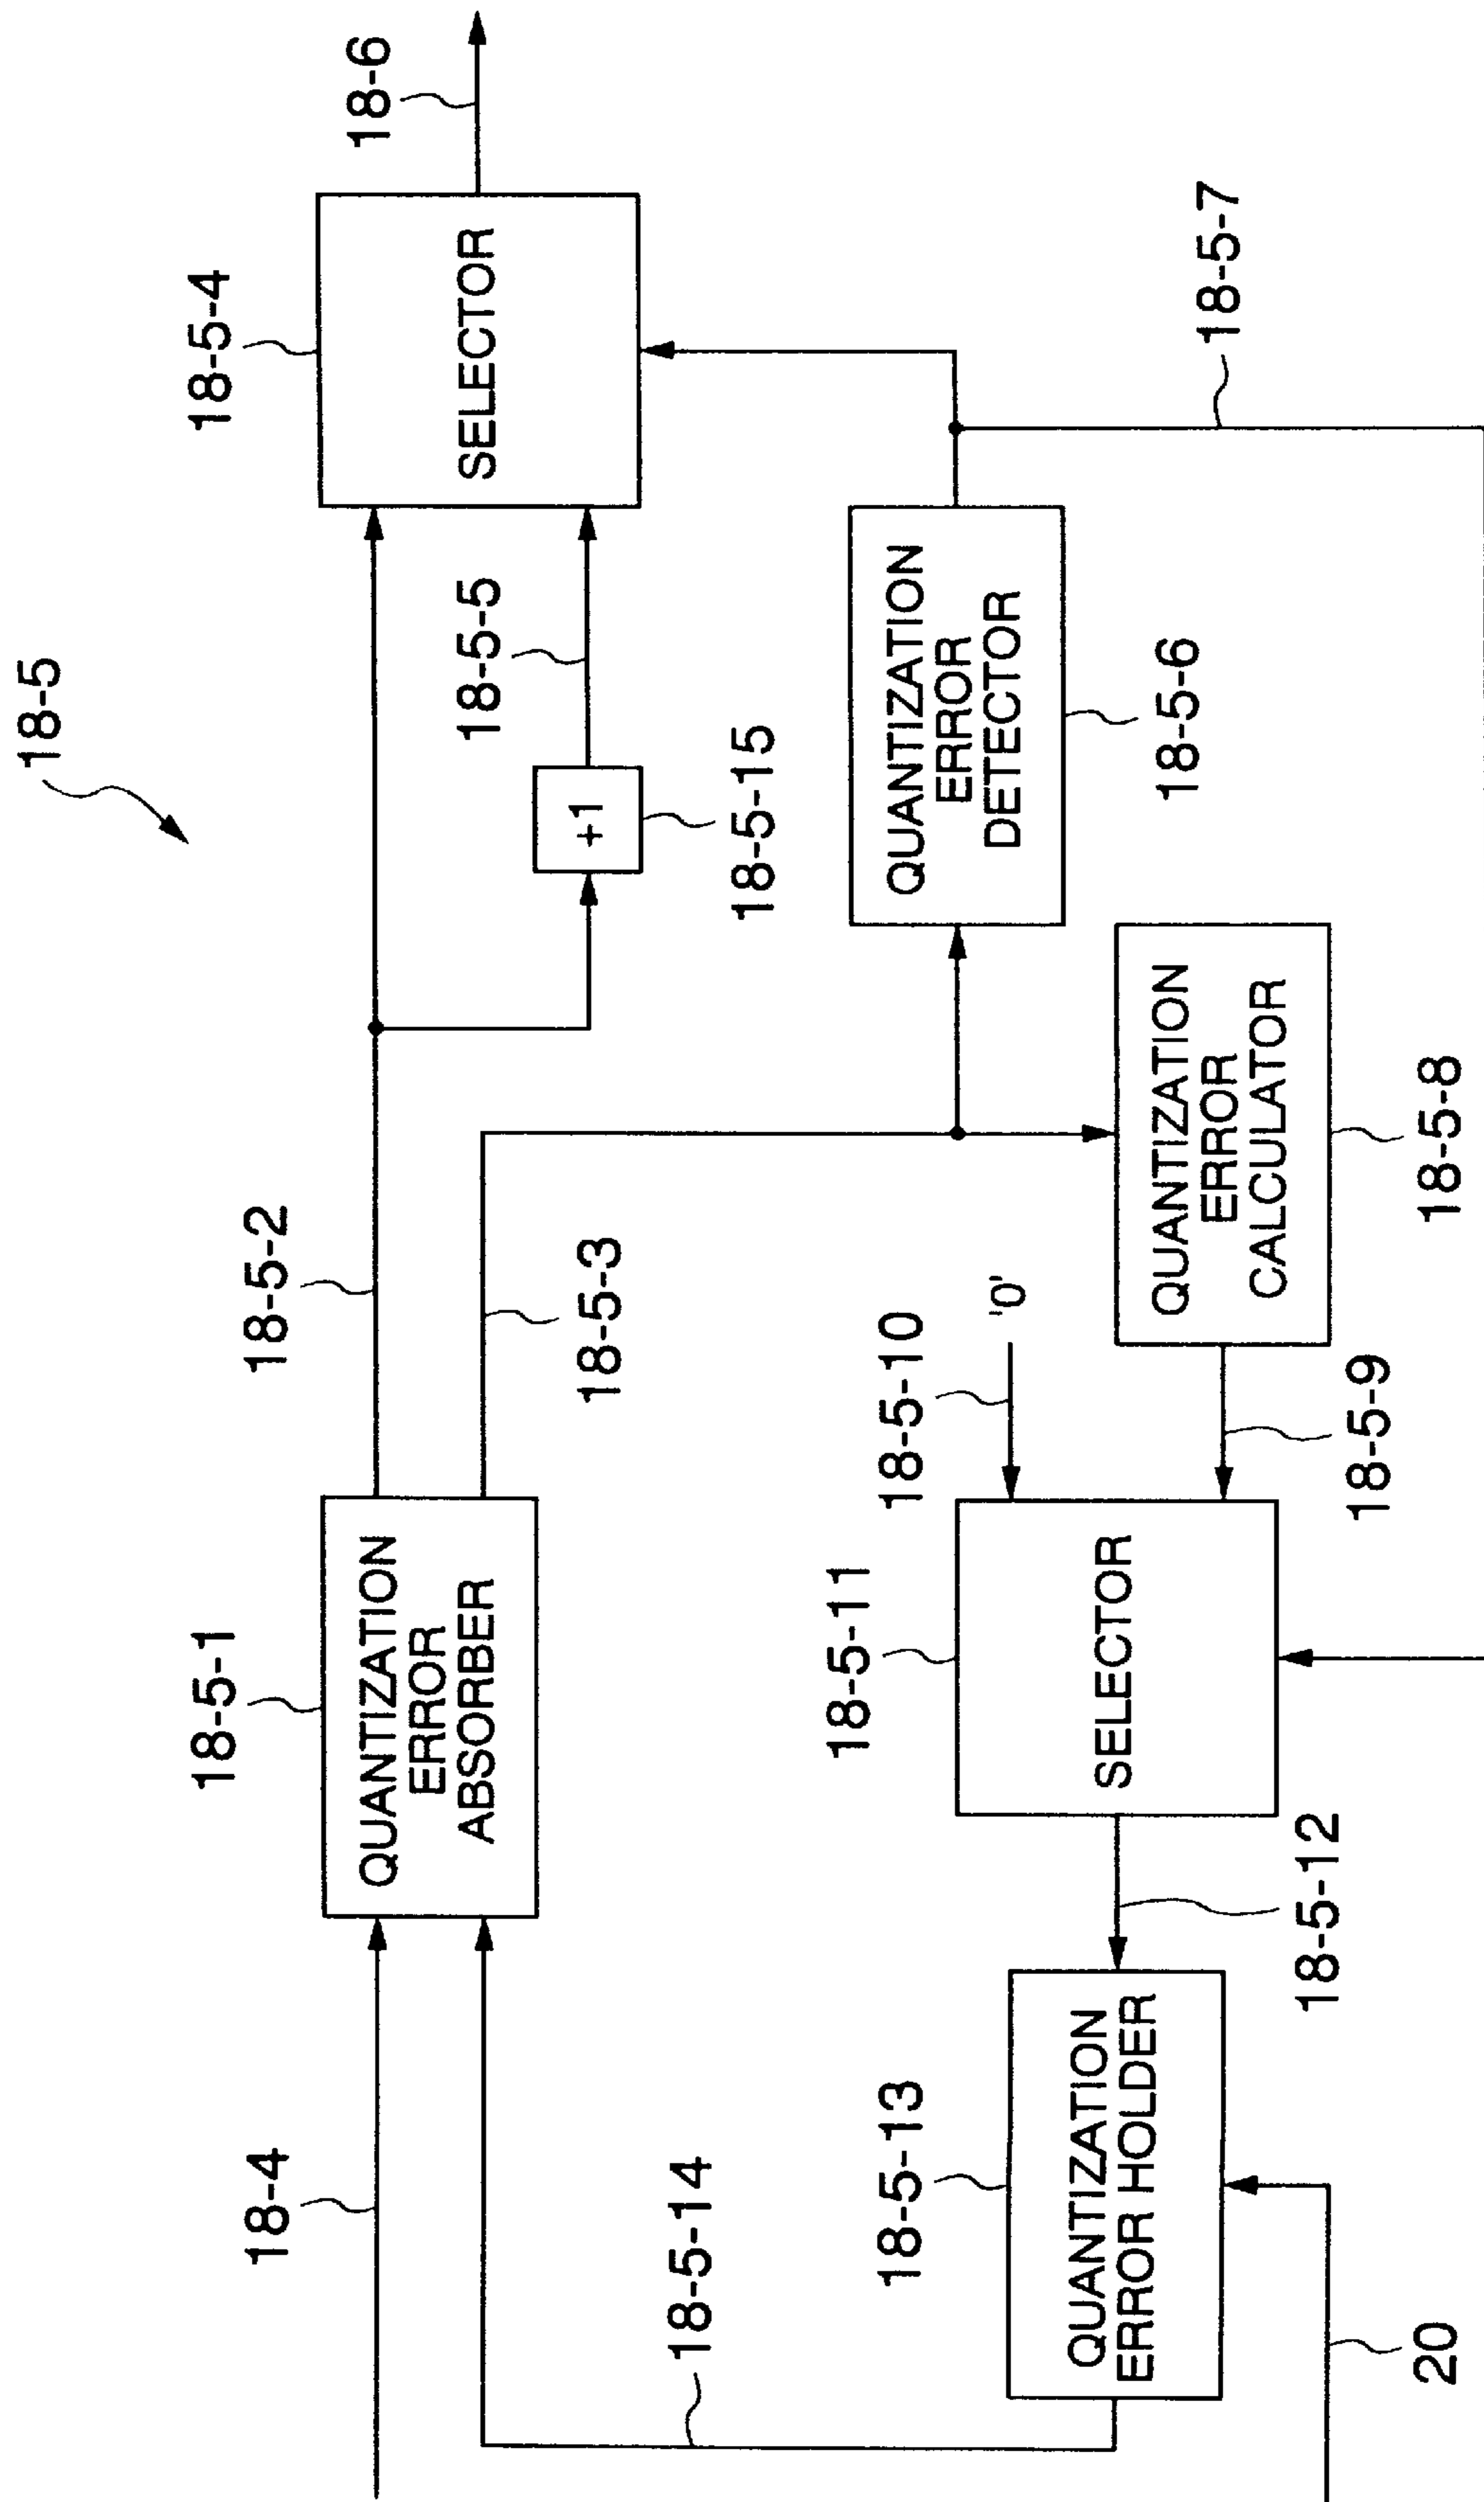 18-5
18-4
18-5-1
QUANTIZATION
ERROR
ABSORBER
18-5-2
18-5-3
18-5-5
+1
18-5-15
18-5-4
SELECTOR
18-6
18-5-14
18-5-13
QUANTIZATION
ERROR HOLDER
20
18-5-12
18-5-11
SELECTOR
18-5-10
'0'
18-5-9
QUANTIZATION
ERROR
CALCULATOR
18-5-8
QUANTIZATION
ERROR
DETECTOR
18-5-6
18-5-7